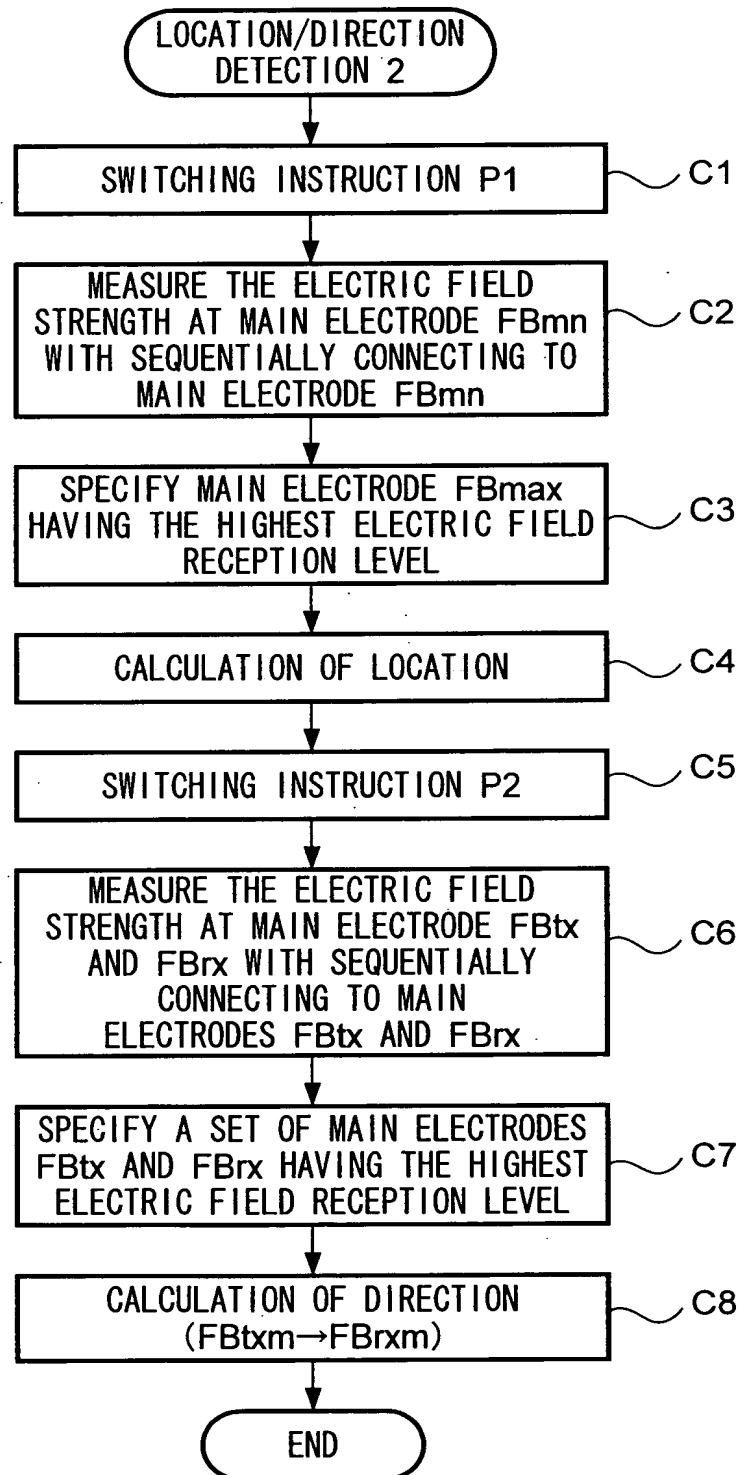 LOCATION/DIRECTION
DETECTION 2
SWITCHING INSTRUCTION P1
C1
MEASURE THE ELECTRIC FIELD
STRENGTH AT MAIN ELECTRODE FBmn
WITH SEQUENTIALLY CONNECTING TO
MAIN ELECTRODE FBmn
C2
SPECIFY MAIN ELECTRODE FBmax
HAVING THE HIGHEST ELECTRIC FIELD
RECEPTION LEVEL
C3
CALCULATION OF LOCATION
C4
SWITCHING INSTRUCTION P2
C5
MEASURE THE ELECTRIC FIELD
STRENGTH AT MAIN ELECTRODE FBtx
AND FBrx WITH SEQUENTIALLY
CONNECTING TO MAIN
ELECTRODES FBtx AND FBrx
C6
SPECIFY A SET OF MAIN ELECTRODES
FBtx AND FBrx HAVING THE HIGHEST
ELECTRIC FIELD RECEPTION LEVEL
C7
CALCULATION OF DIRECTION
(FBtxm→FBrxm)
C8
END